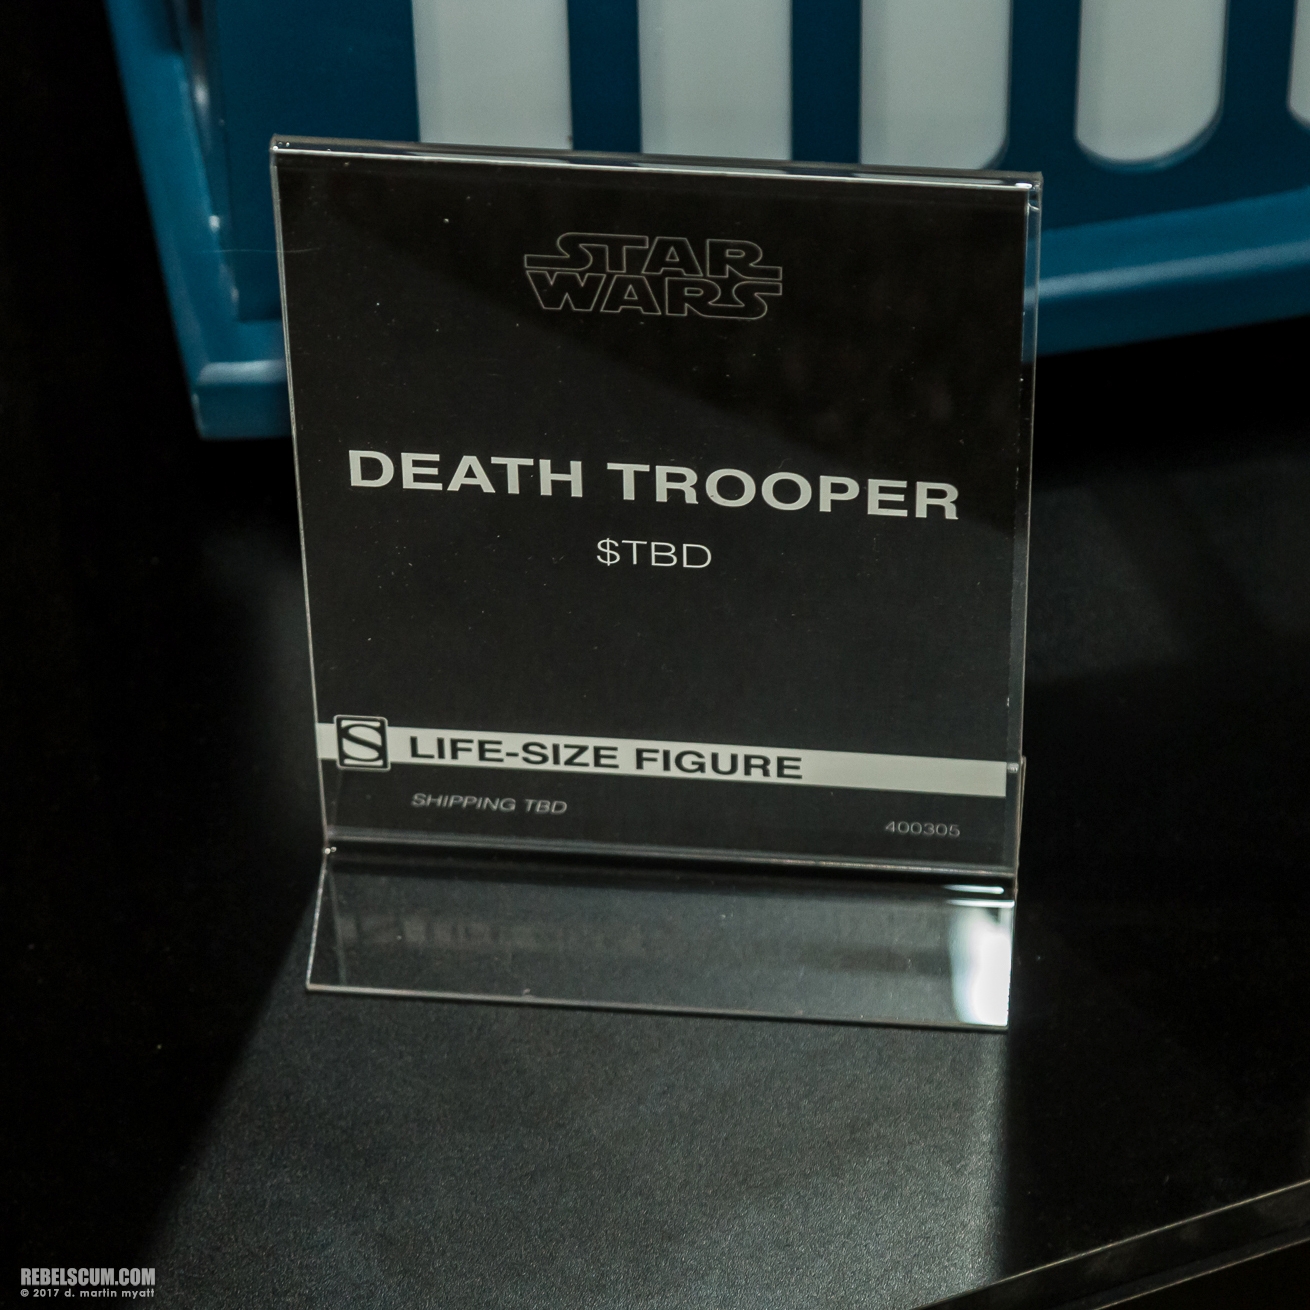 STAR
WARS
DEATH TROOPER
$TBD
S LIFE-SIZE FIGURE
SHIPPING TBD
400305
REBELSCUM.COM
© 2017 d. martin myatt